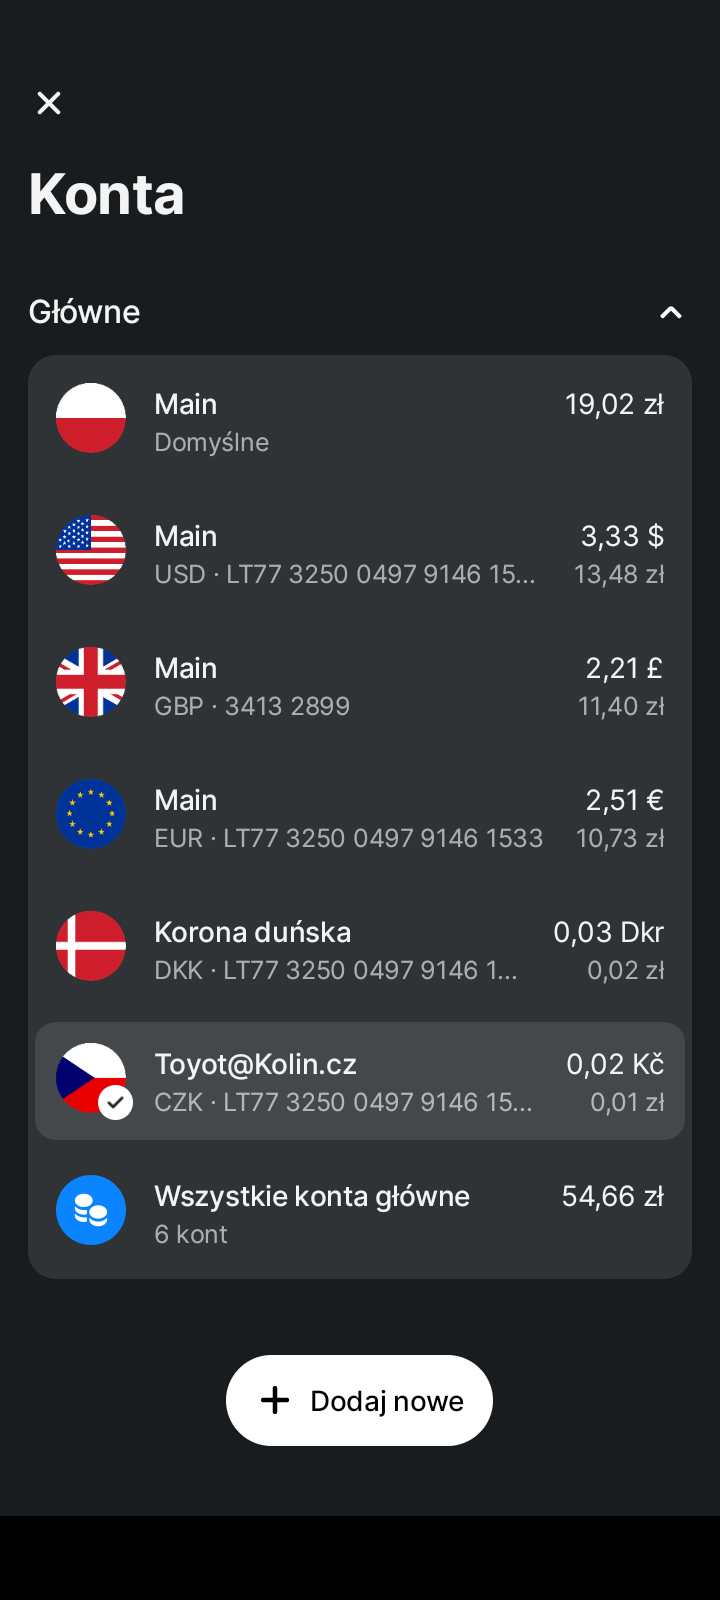 Konta
Główne
Main 19,02 zł
Domyślne
Main 3,33 $
USD · LT77 3250 0497 9146 15... 13,48 zł
Main 2,21 £
GBP · 3413 2899 11,40 zł
Main 2,51 €
EUR · LT77 3250 0497 9146 1533 10,73 zł
Korona duńska 0,03 Dkr
DKK · LT77 3250 0497 9146 1... 0,02 zł
Toyot@Kolin.cz 0,02 Kč
CZK · LT77 3250 0497 9146 15... 0,01 zł
Wszystkie konta główne 54,66 zł
6 kont
Dodaj nowe